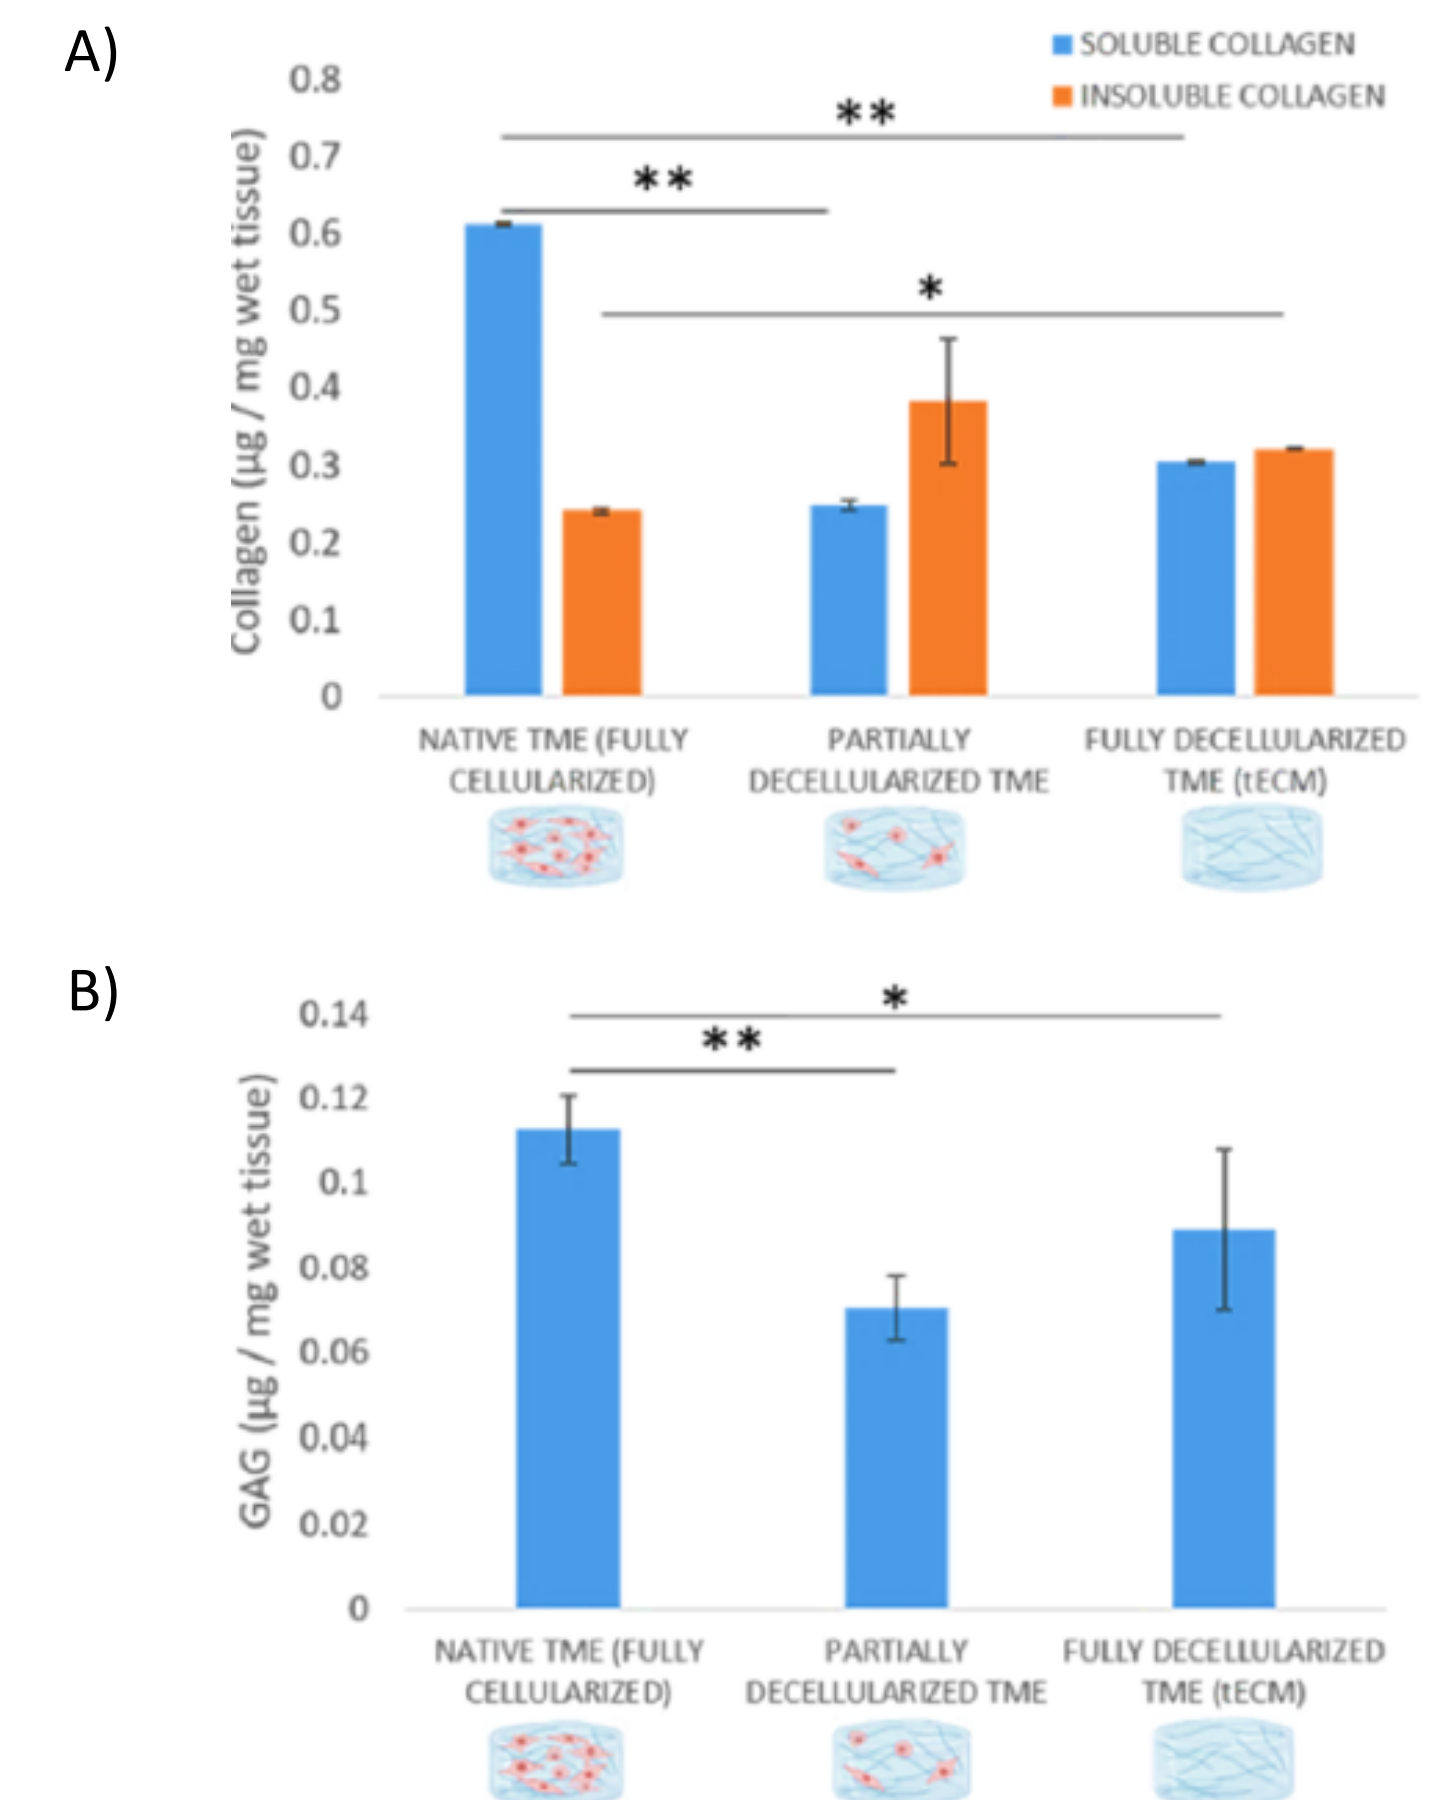 A)
SOLUBLE COLLAGEN
INSOLUBLE COLLAGEN
Collagen (µg / mg wet tissue)
0.8
0.7
0.6
0.5
0.4
0.3
0.2
0.1
0
**
**
*
NATIVE TME (FULLY
CELLULARIZED)
PARTIALLY
DECELLULARIZED TME
FULLY DECELLULARIZED
TME (tECM)
B)
GAG (µg / mg wet tissue)
0.14
0.12
0.1
0.08
0.06
0.04
0.02
0
*
**
NATIVE TME (FULLY
CELLULARIZED)
PARTIALLY
DECELLULARIZED TME
FULLY DECELLULARIZED
TME (tECM)